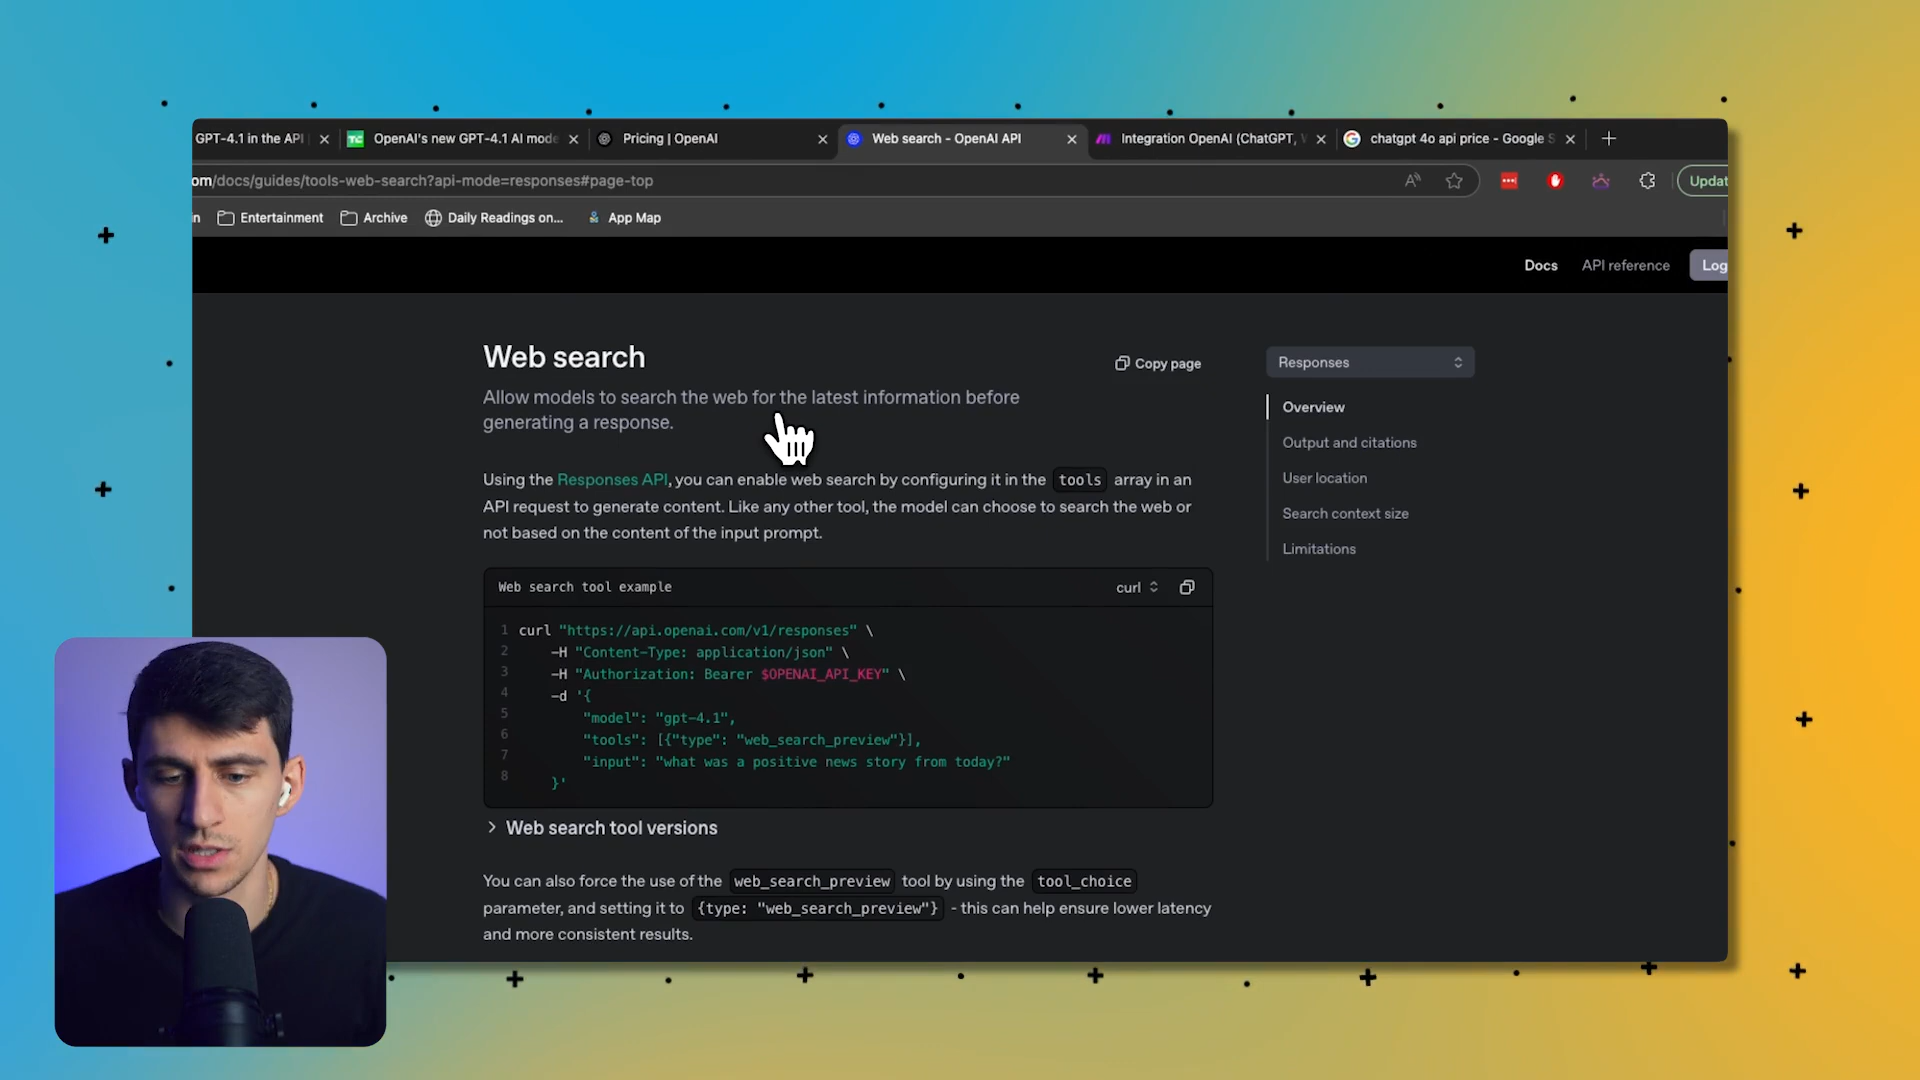 GPT-4.1 in the API
OpenAI's new GPT-4.1 AI mode
Pricing | OpenAI
Web search - OpenAI API
Integration OpenAI (ChatGPT,
chatgpt 4o api price - Google S
om/docs/guides/tools-web-search?api-mode=responses#page-top
Updat
n
Entertainment
Archive
Daily Readings on...
App Map
Docs
API reference
Log
Web search
Copy page
Allow models to search the web for the latest information before
generating a response.
Using the Responses API, you can enable web search by configuring it in the tools array in an
API request to generate content. Like any other tool, the model can choose to search the web or
not based on the content of the input prompt.
Web search tool example
curl
1 curl "https://api.openai.com/v1/responses" \
2 -H "Content-Type: application/json" \
3 -H "Authorization: Bearer $OPENAI_API_KEY" \
4 -d '{
5 "model": "gpt-4.1",
6 "tools": [{"type": "web_search_preview"}],
7 "input": "what was a positive news story from today?"
8 }'
Web search tool versions
You can also force the use of the web_search_preview tool by using the tool_choice
parameter, and setting it to {type: "web_search_preview"} - this can help ensure lower latency
and more consistent results.
Responses
Overview
Output and citations
User location
Search context size
Limitations